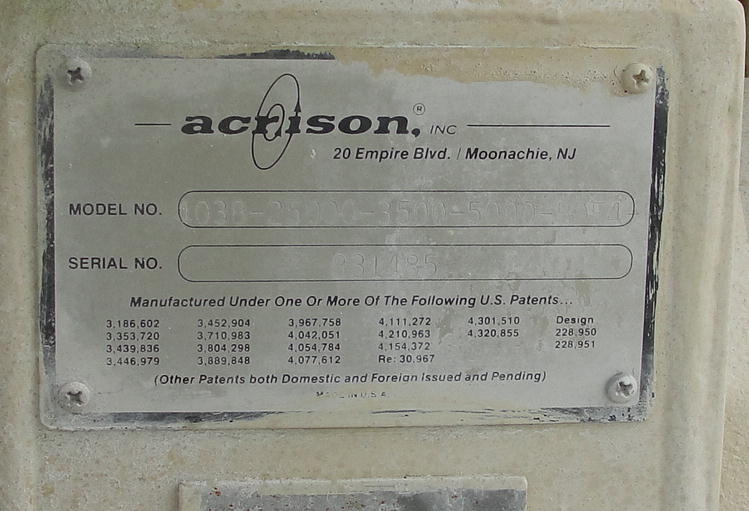 acrison, ® INC
20 Empire Blvd. / Moonachie, NJ
MODEL NO.
SERIAL NO. 031485
Manufactured Under One Or More Of The Following U.S. Patents...
3,186,602 3,452,904 3,967,758 4,111,272 4,301,510 Design
3,353,720 3,710,983 4,042,051 4,210,963 4,320,855 228,950
3,439,836 3,804,298 4,054,784 4,154,372 228,951
3,446,979 3,889,848 4,077,612 Re: 30,967
(Other Patents both Domestic and Foreign Issued and Pending)
MADE IN U.S.A.